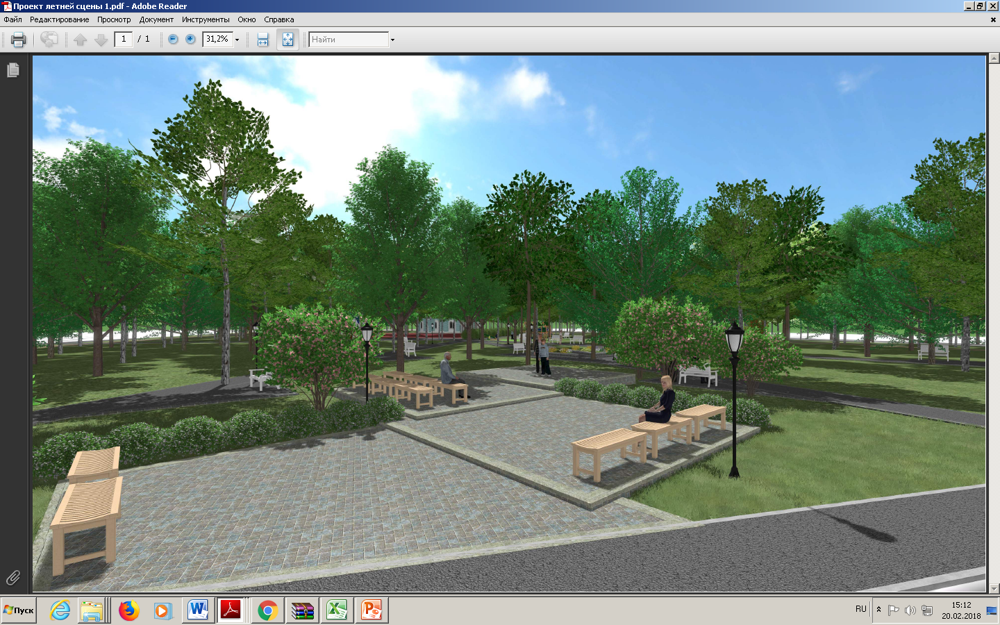 Проект летней сцены 1.pdf - Adobe Reader
Файл Редактирование Просмотр Документ Инструменты Окно Справка
1 / 1 31,2% Найти
Пуск
RU
15:12
20.02.2018